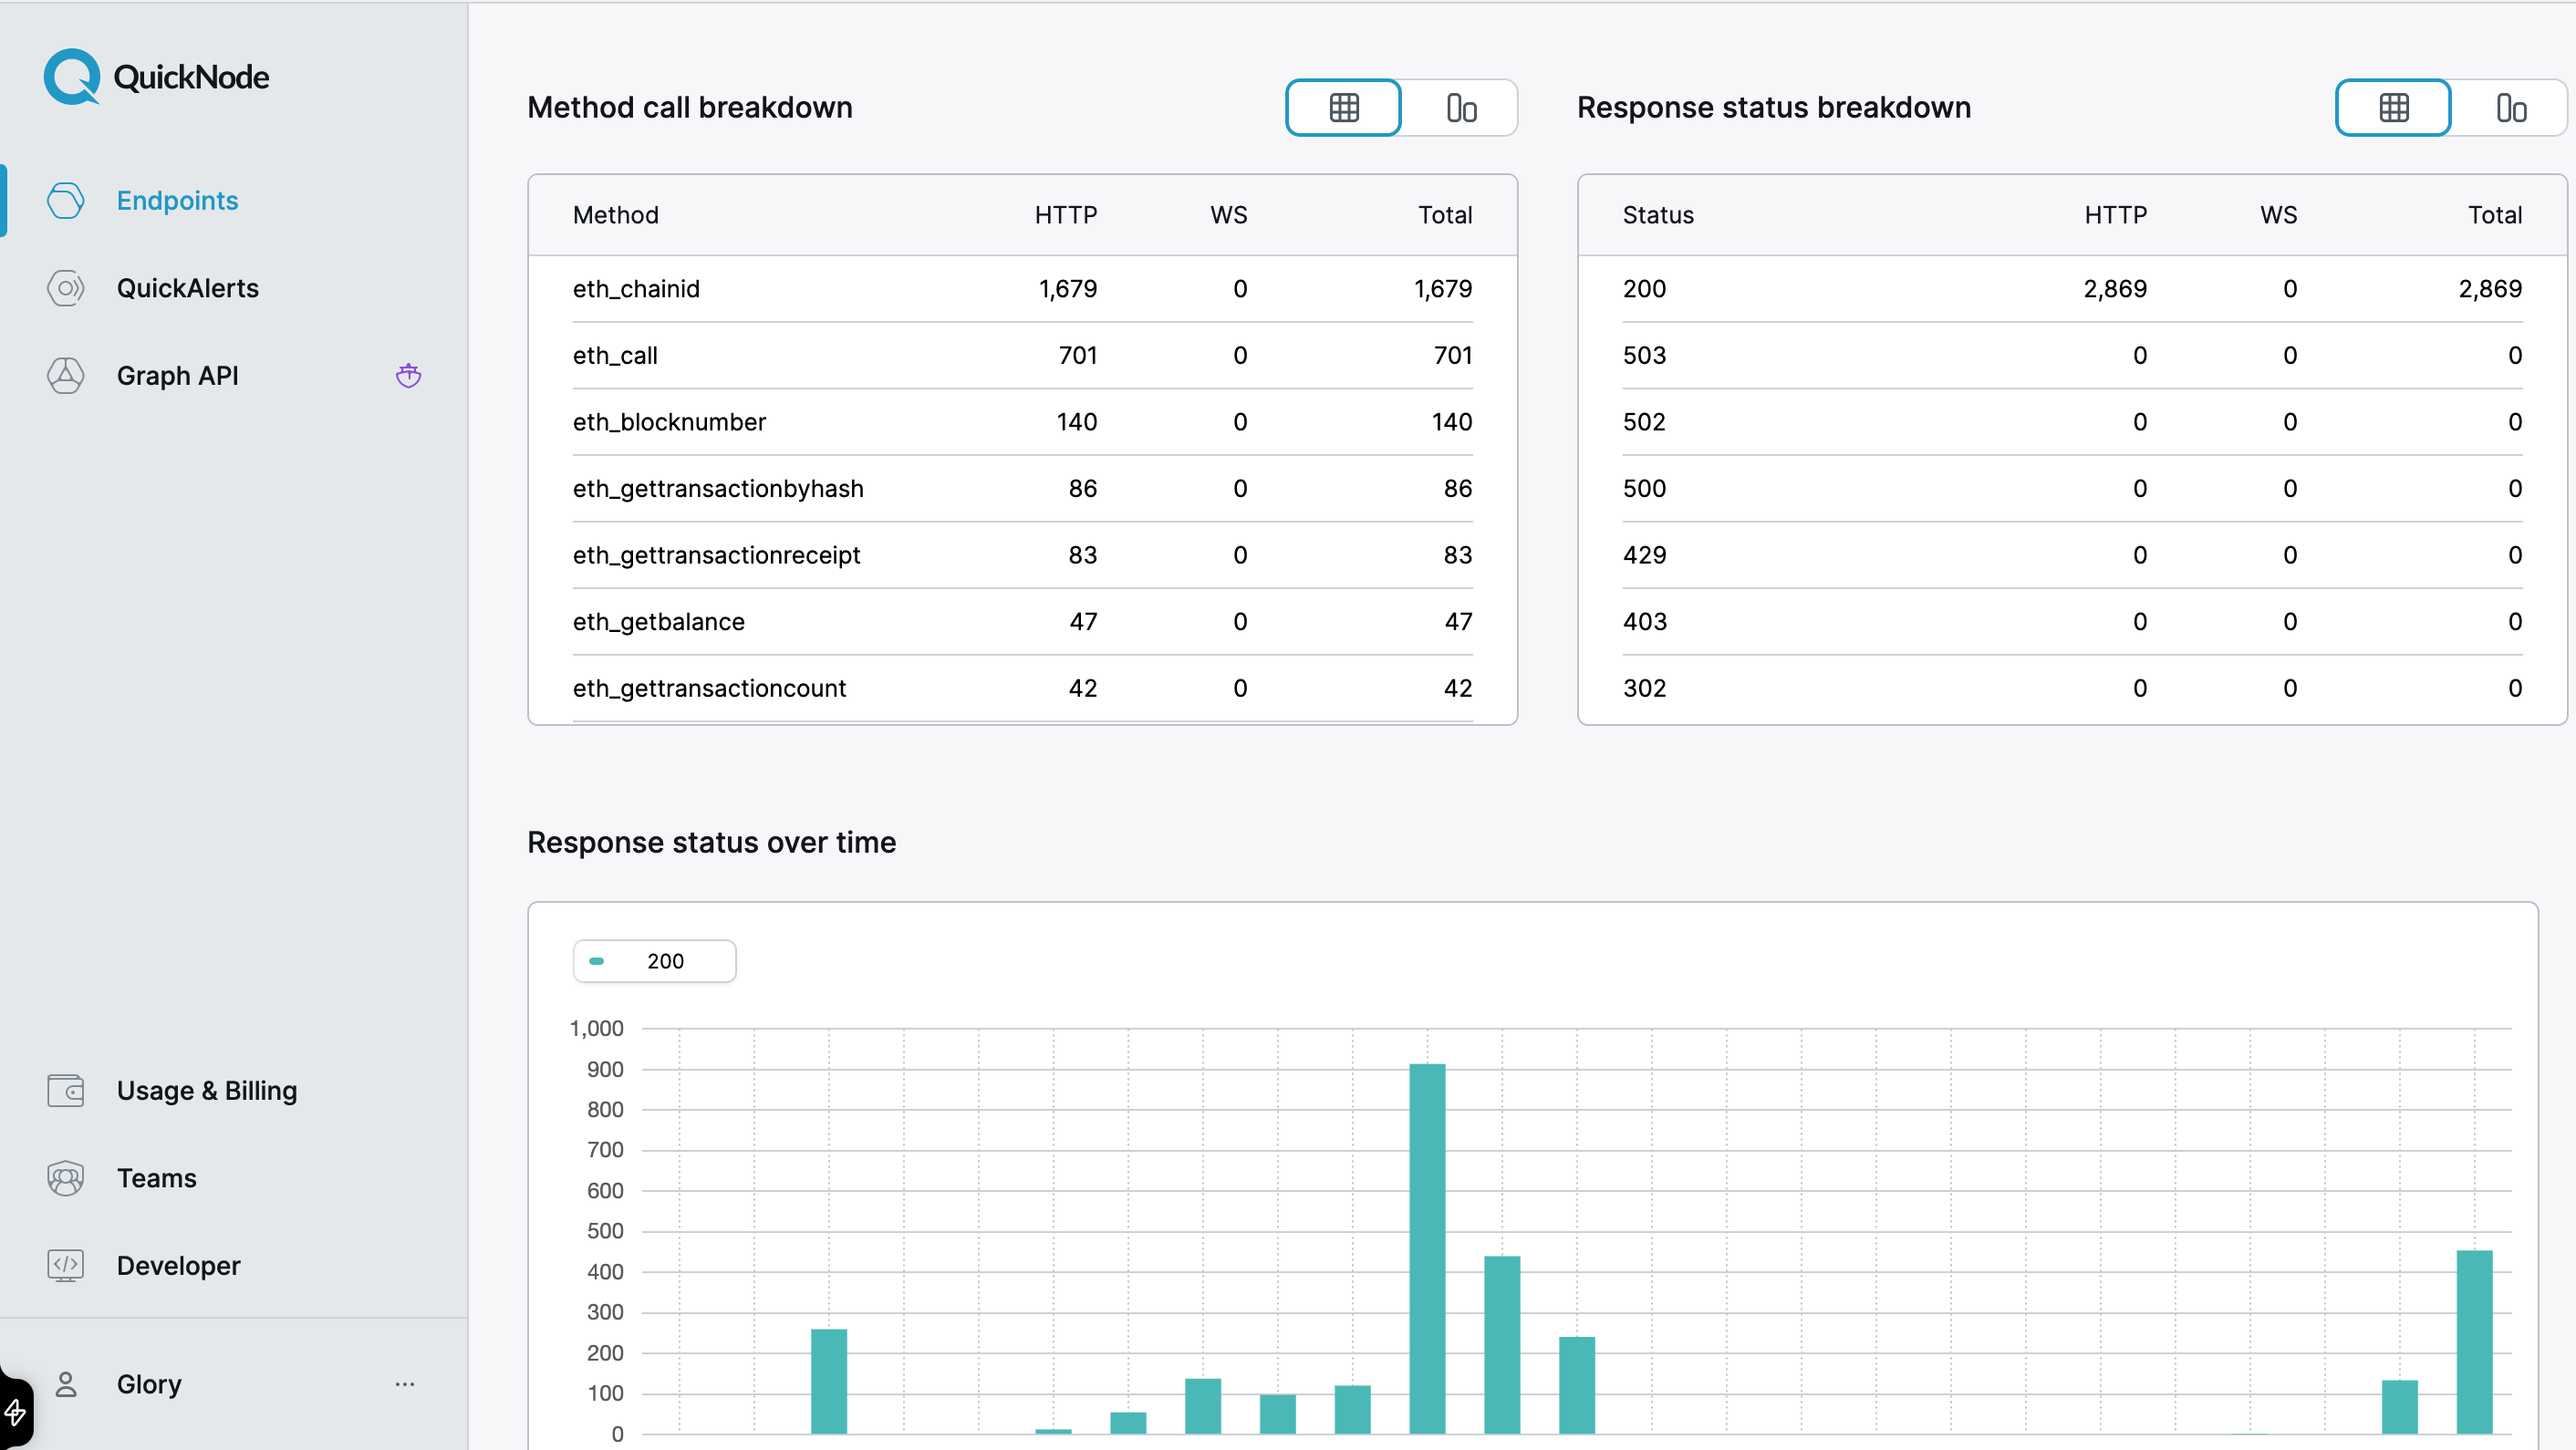 QuickNode
Endpoints
QuickAlerts
Graph API
Usage & Billing
Teams
Developer
Glory
...
Method call breakdown
Method HTTP WS Total
eth_chainid 1,679 0 1,679
eth_call 701 0 701
eth_blocknumber 140 0 140
eth_gettransactionbyhash 86 0 86
eth_gettransactionreceipt 83 0 83
eth_getbalance 47 0 47
eth_gettransactioncount 42 0 42
Response status breakdown
Status HTTP WS Total
200 2,869 0 2,869
503 0 0 0
502 0 0 0
500 0 0 0
429 0 0 0
403 0 0 0
302 0 0 0
Response status over time
200
1,000
900
800
700
600
500
400
300
200
100
0